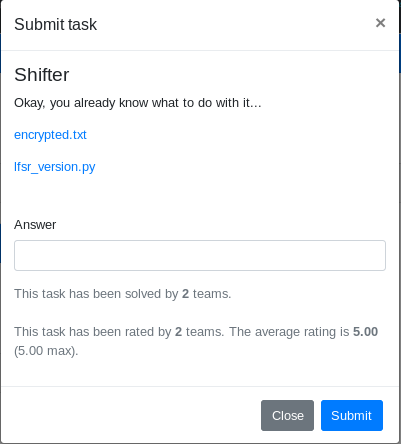 Submit task
×
Shifter
Okay, you already know what to do with it...
encrypted.txt
lfsr_version.py
Answer
This task has been solved by 2 teams.
This task has been rated by 2 teams. The average rating is 5.00
(5.00 max).
Close
Submit